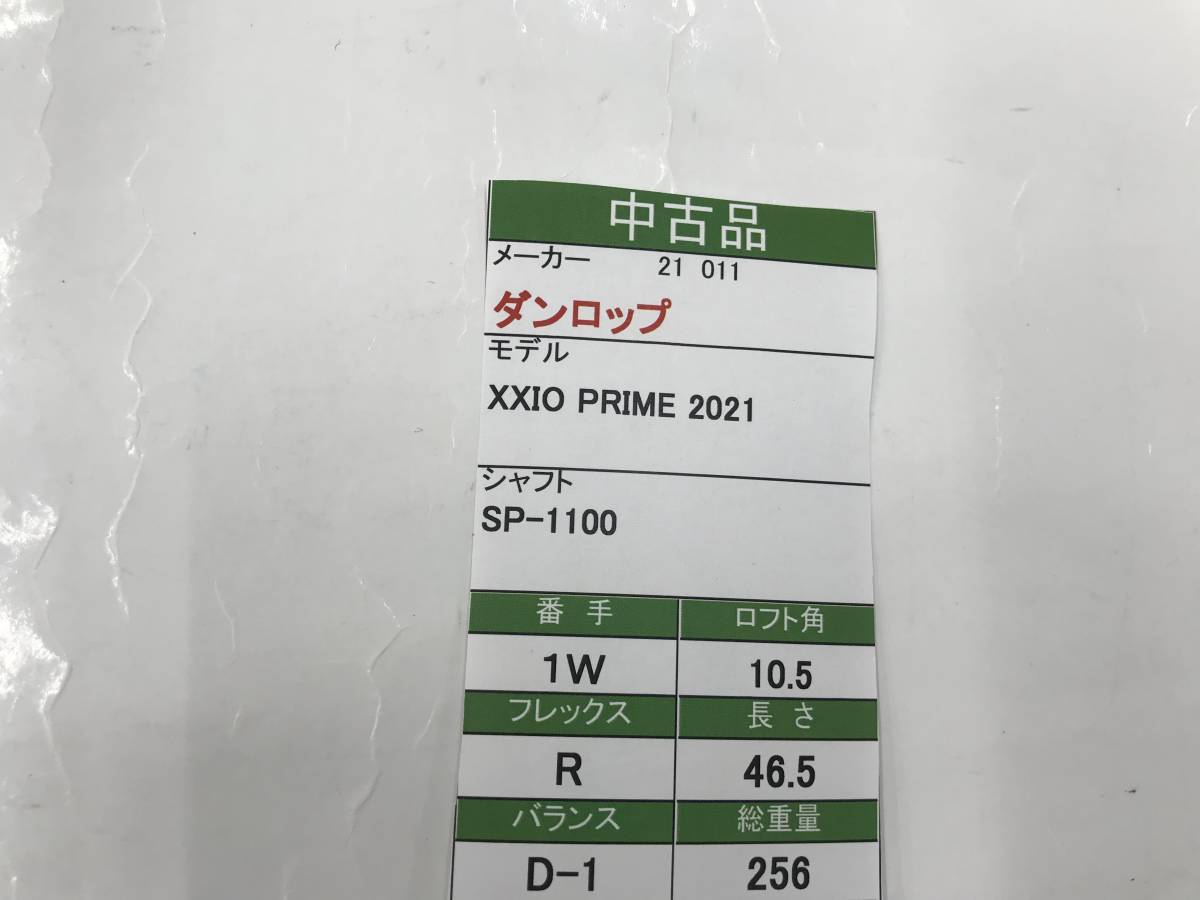 中古品
メーカー 21 011
ダンロップ
モデル
XXIO PRIME 2021
シャフト
SP-1100
番 手 ロフト角
1W 10.5
フレックス 長 さ
R 46.5
バランス 総重量
D-1 256